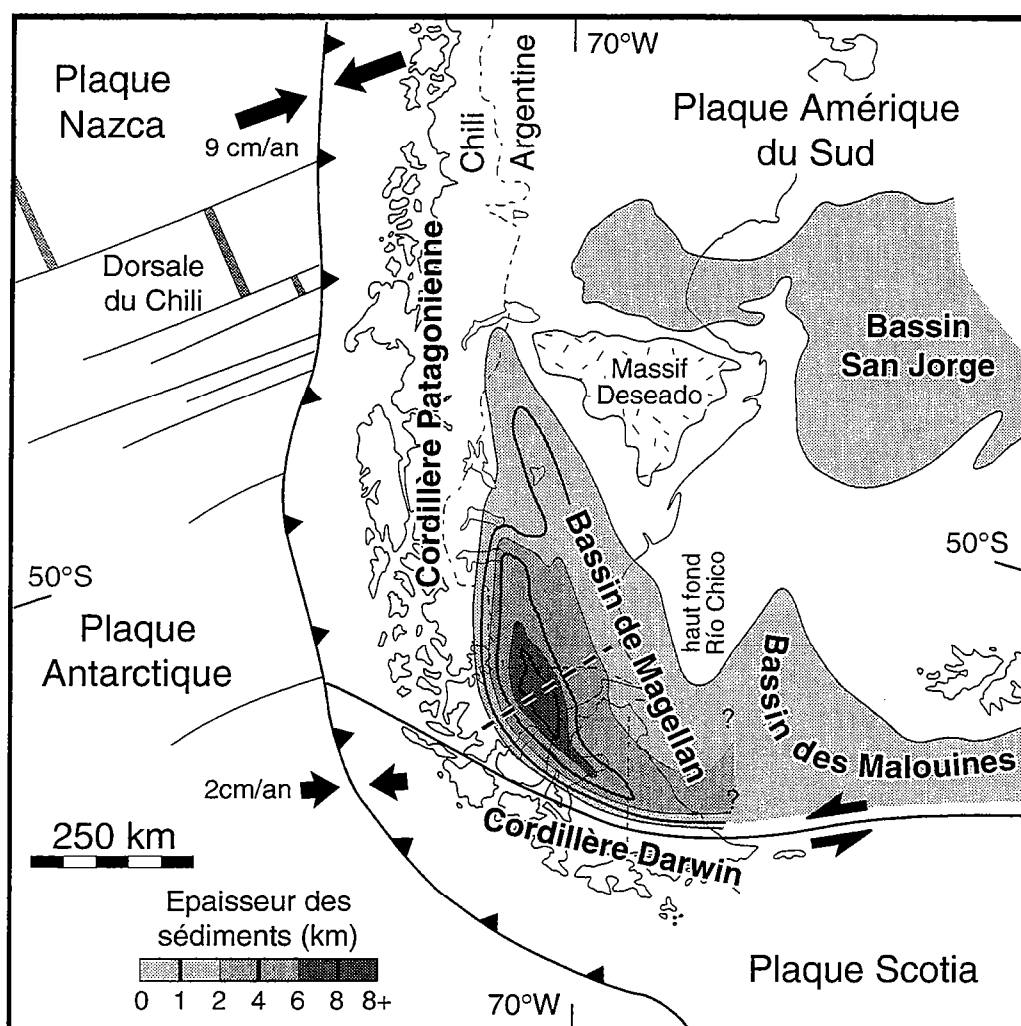 70°W
Plaque
Nazca
9 cm/an
Chili
Argentine
Plaque Amérique
du Sud
Dorsale
du Chili
Cordillère Patagonienne
Massif
Deseado
Bassin
San Jorge
50°S
50°S
Plaque
Antarctique
Bassin de Magellan
haut fond
Río Chico
Bassin
des Malouines
?
?
2cm/an
250 km
Cordillère Darwin
Epaisseur des
sédiments (km)
0 1 2 4 6 8 8+
70°W
Plaque Scotia